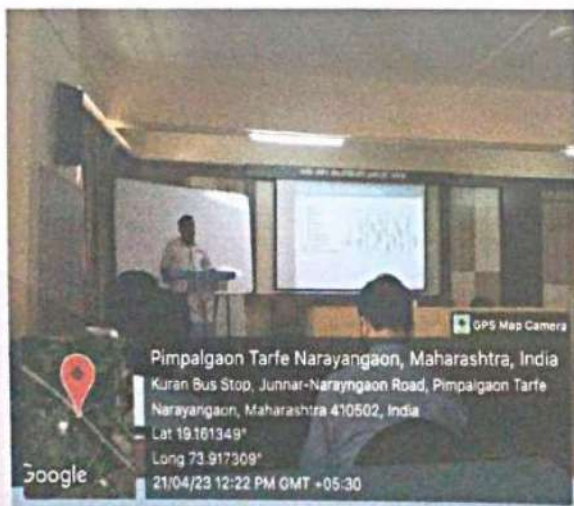 GPS Map Camera
Pimpalgaon Tarfe Narayangaon, Maharashtra, India
Kuran Bus Stop, Junnar-Narayngaon Road, Pimpalgaon Tarfe
Narayangaon, Maharashtra 410502, India
Lat 19.161349°
Long 73.917309°
21/04/23 12:22 PM GMT +05:30
Google